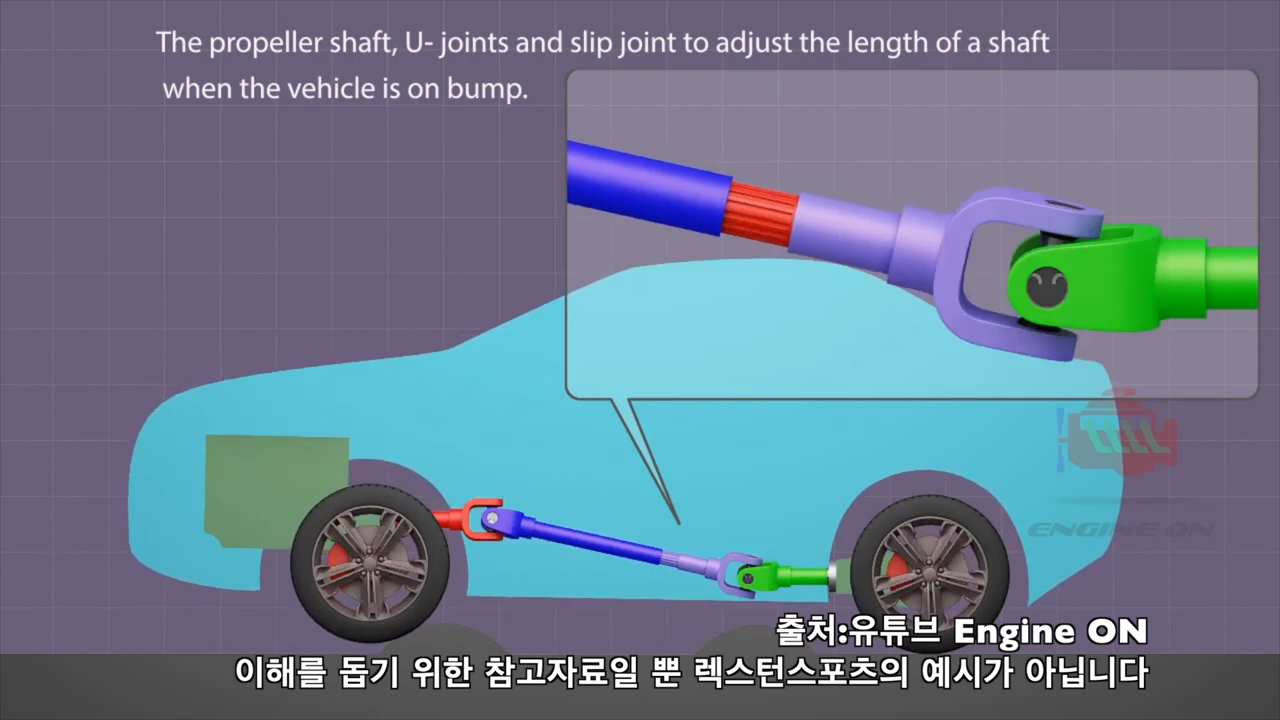 The propeller shaft, U- joints and slip joint to adjust the length of a shaft
when the vehicle is on bump.
ENGINE ON
출처:유튜브 Engine ON
이해를 돕기 위한 참고자료일 뿐 렉스턴스포츠의 예시가 아닙니다